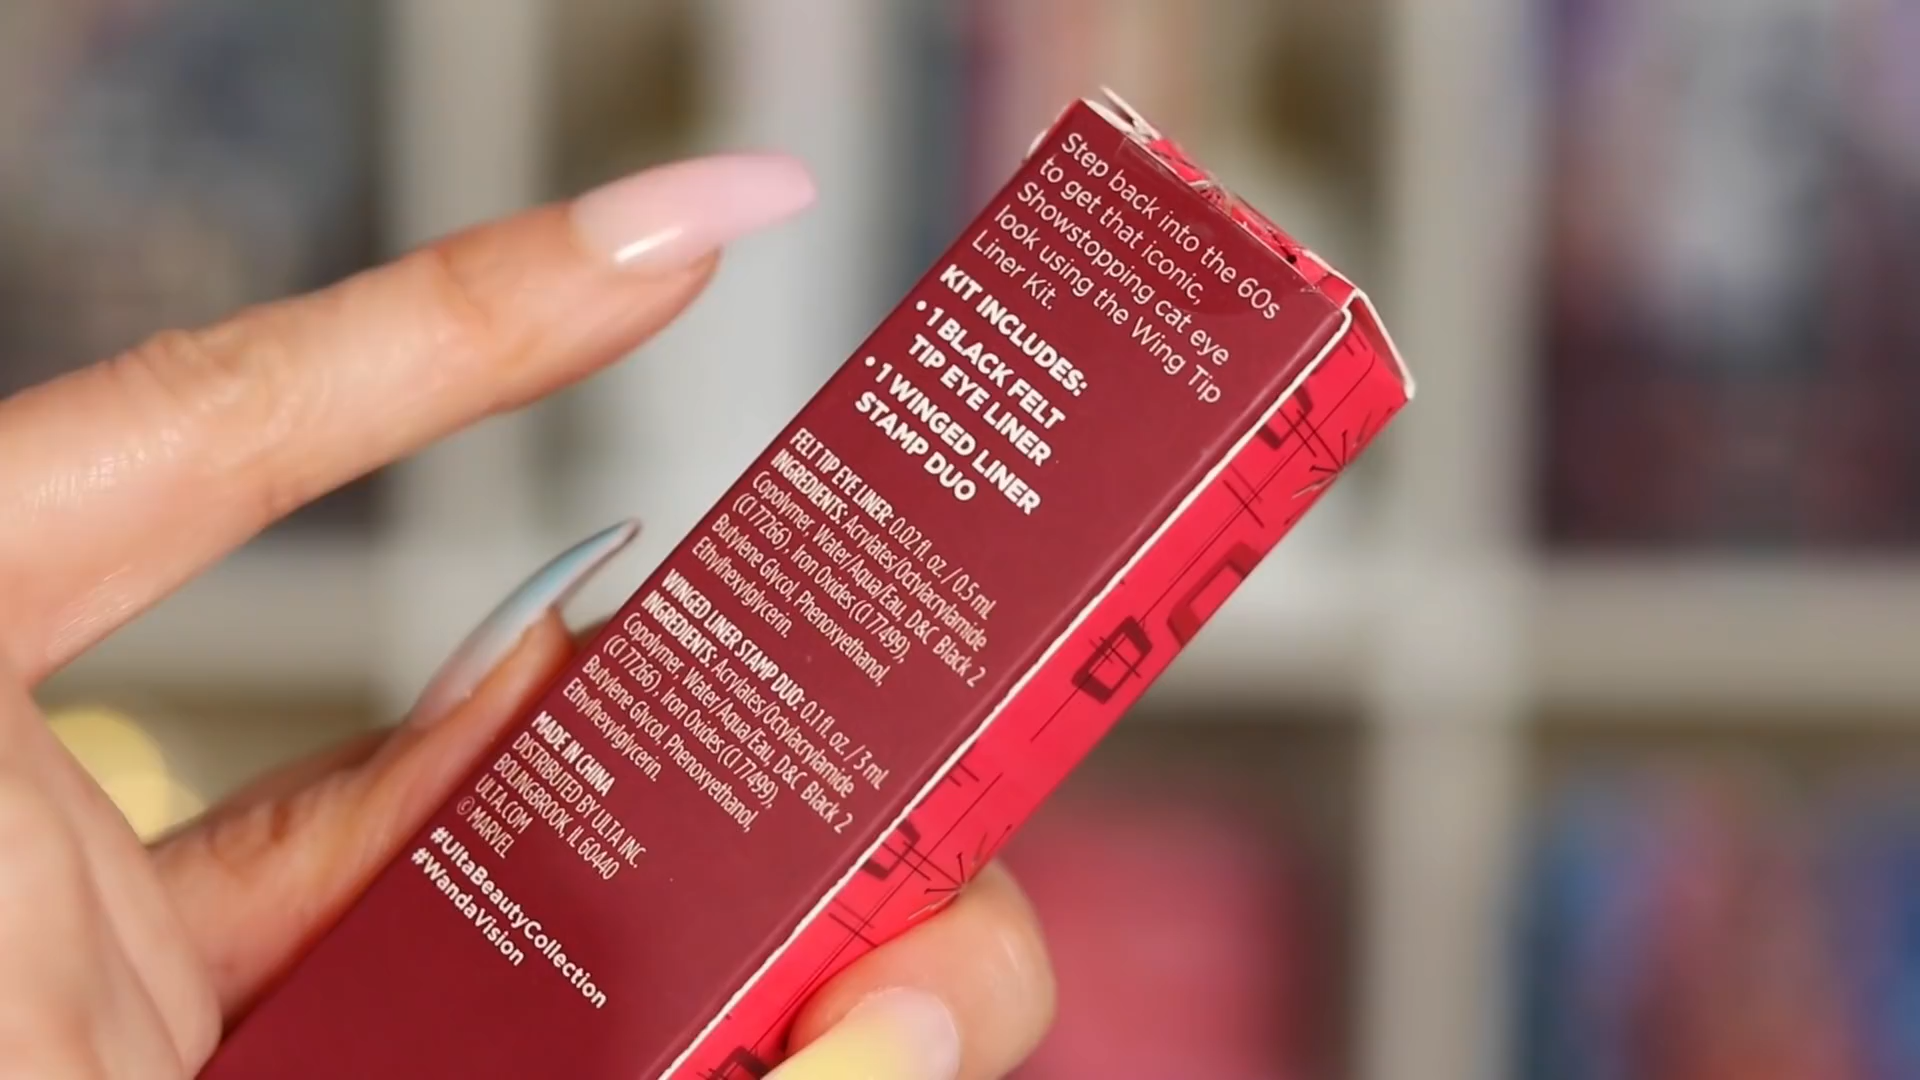 Step back into the 60s
to get that iconic,
Showstopping cat eye
look using the Wing Tip
Liner Kit.
KIT INCLUDES:
• 1 BLACK FELT
TIP EYE LINER
• 1 WINGED LINER
STAMP DUO
FELT TIP EYE LINER: 0.02 fl. oz. / 0.5 mL
INGREDIENTS: Acrylates/Octylacrylamide
Copolymer, Water/Aqua/Eau, D&C Black 2
((CI 77266), Iron Oxides ((CI 77499),
Butylene Glycol, Phenoxyethanol,
Ethylhexylglycerin.
WINGED LINER STAMP DUO: 0.1 fl. oz. / 3 mL
INGREDIENTS: Acrylates/Octylacrylamide
Copolymer, Water/Aqua/Eau, D&C Black 2
((CI 77266), Iron Oxides ((CI 77499),
Butylene Glycol, Phenoxyethanol,
Ethylhexylglycerin.
MADE IN CHINA
DISTRIBUTED BY ULTA INC.
BOLINGBROOK, IL 60440
ULTA.COM
© MARVEL
#UltaBeautyCollection
#WandaVision